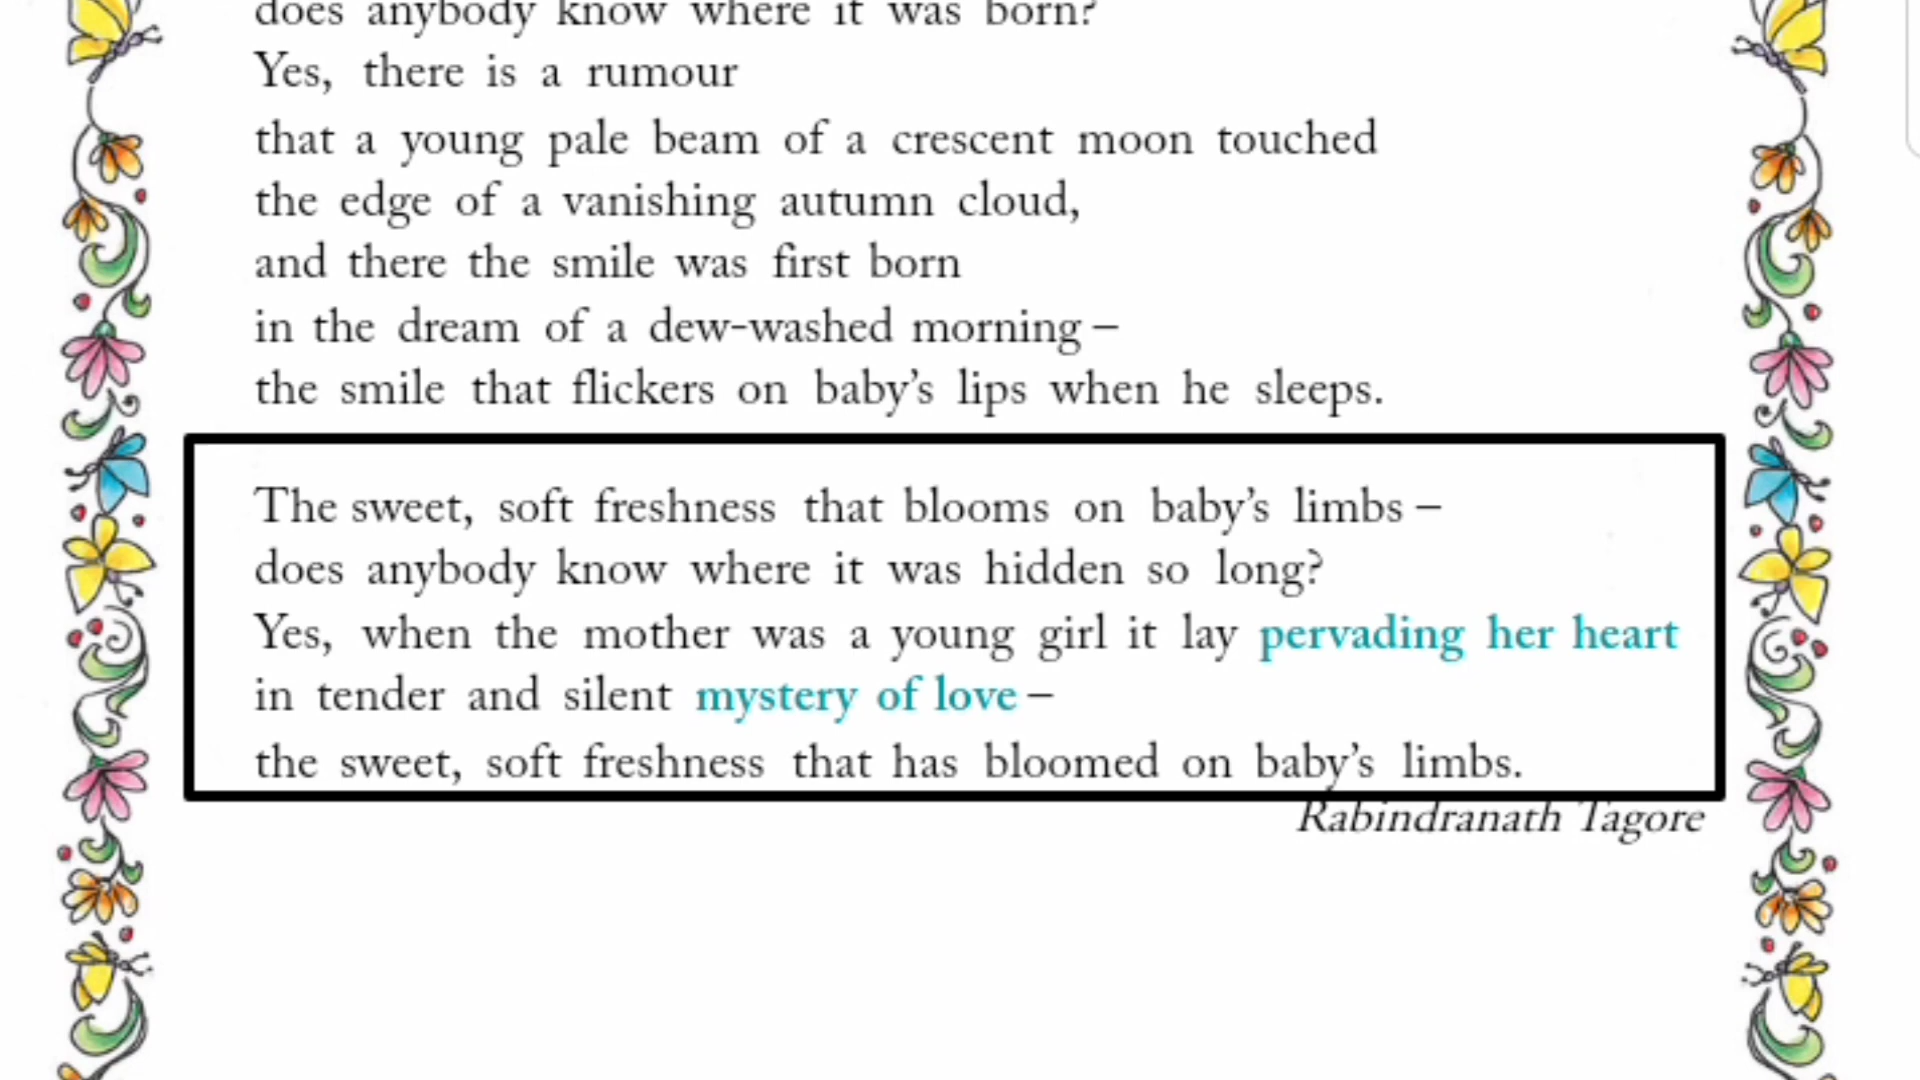 does anybody know where it was born?
Yes, there is a rumour
that a young pale beam of a crescent moon touched
the edge of a vanishing autumn cloud,
and there the smile was first born
in the dream of a dew-washed morning –
the smile that flickers on baby’s lips when he sleeps.
The sweet, soft freshness that blooms on baby’s limbs –
does anybody know where it was hidden so long?
Yes, when the mother was a young girl it lay pervading her heart
in tender and silent mystery of love –
the sweet, soft freshness that has bloomed on baby’s limbs.
Rabindranath Tagore